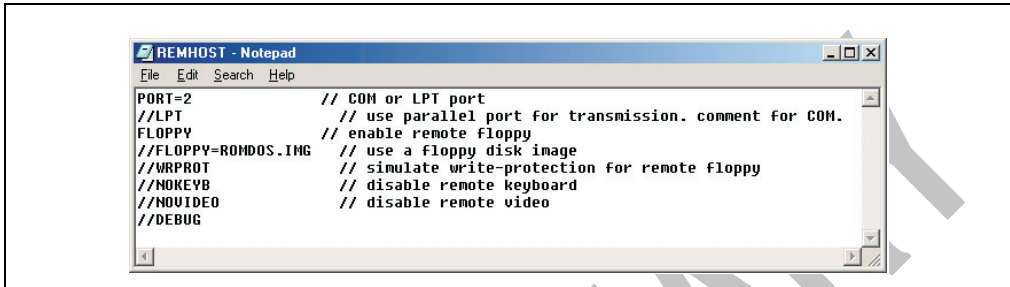 REMHOST - Notepad
File Edit Search Help
PORT=2 // COM or LPT port
//LPT // use parallel port for transmission. comment for COM.
FLOPPY // enable remote floppy
//FLOPPY=ROMDOS.IMG // use a floppy disk image
//WRPROT // simulate write-protection for remote floppy
//NOKEYB // disable remote keyboard
//NOVIDEO // disable remote video
//DEBUG